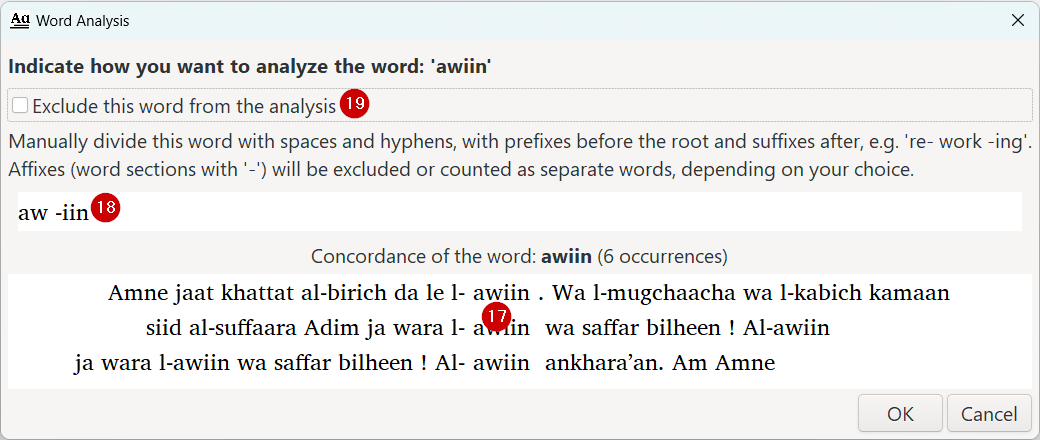 Word Analysis
Indicate how you want to analyze the word: 'awiin'
Exclude this word from the analysis 19
Manually divide this word with spaces and hyphens, with prefixes before the root and suffixes after, e.g. 're- work -ing'.
Affixes (word sections with '-') will be excluded or counted as separate words, depending on your choice.
aw -iin 18
Concordance of the word: awiin (6 occurrences)
Amne jaat khattat al-birich da le l- awiin . Wa l-mugchaacha wa l-kabich kamaan
17
siid al-suffaara Adim ja wara l- awiin wa saffar bilheen ! Al-awiin
ja wara l-awiin wa saffar bilheen ! Al- awiin ankhara’an. Am Amne
OK Cancel